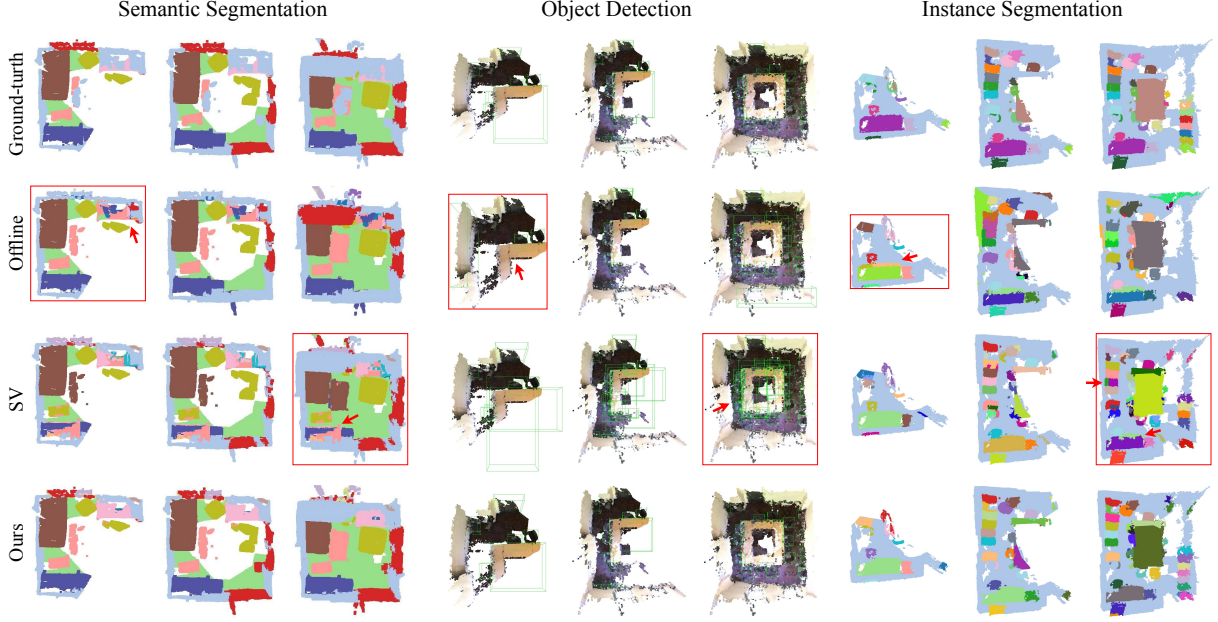 Semantic Segmentation
Object Detection
Instance Segmentation
Ground-turth
Offline
SV
Ours